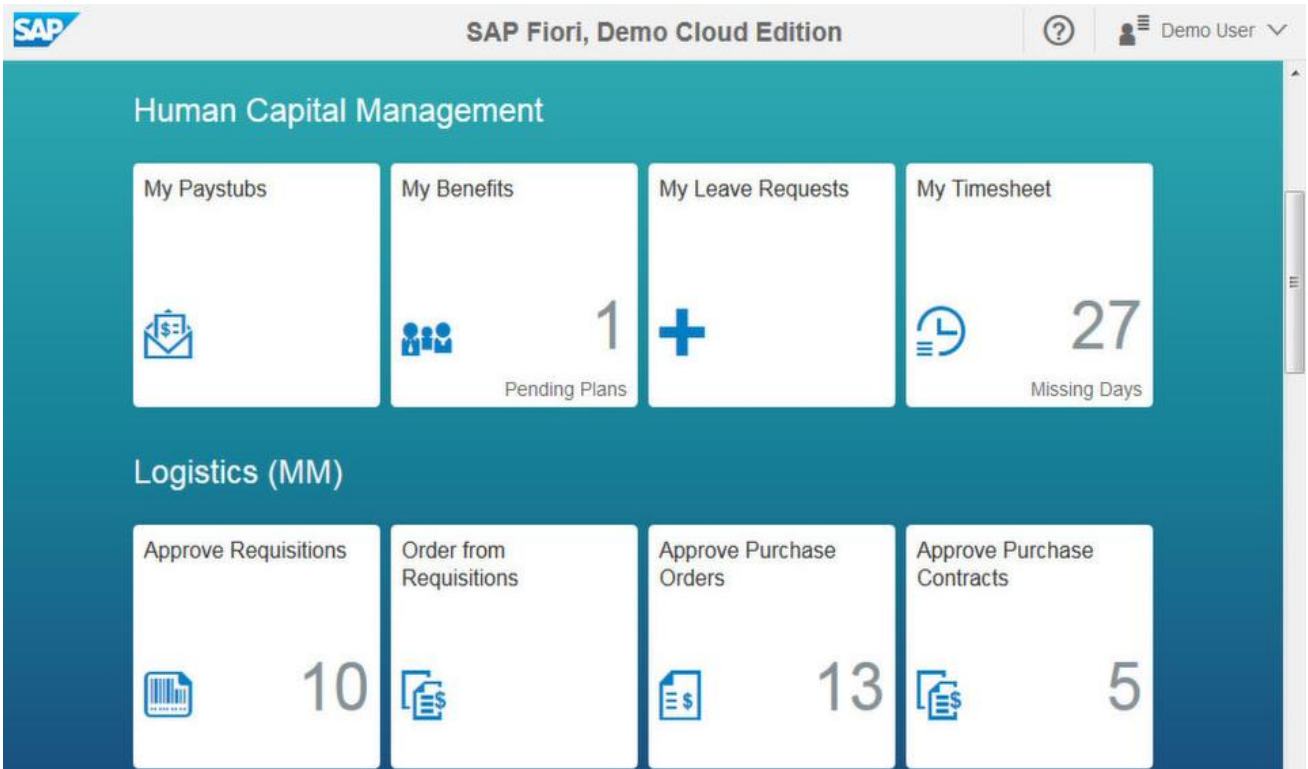 SAP
SAP Fiori, Demo Cloud Edition
?
Demo User
Human Capital Management
My Paystubs
My Benefits
1
Pending Plans
My Leave Requests
My Timesheet
27
Missing Days
Logistics (MM)
Approve Requisitions
10
Order from
Requisitions
Approve Purchase
Orders
13
Approve Purchase
Contracts
5